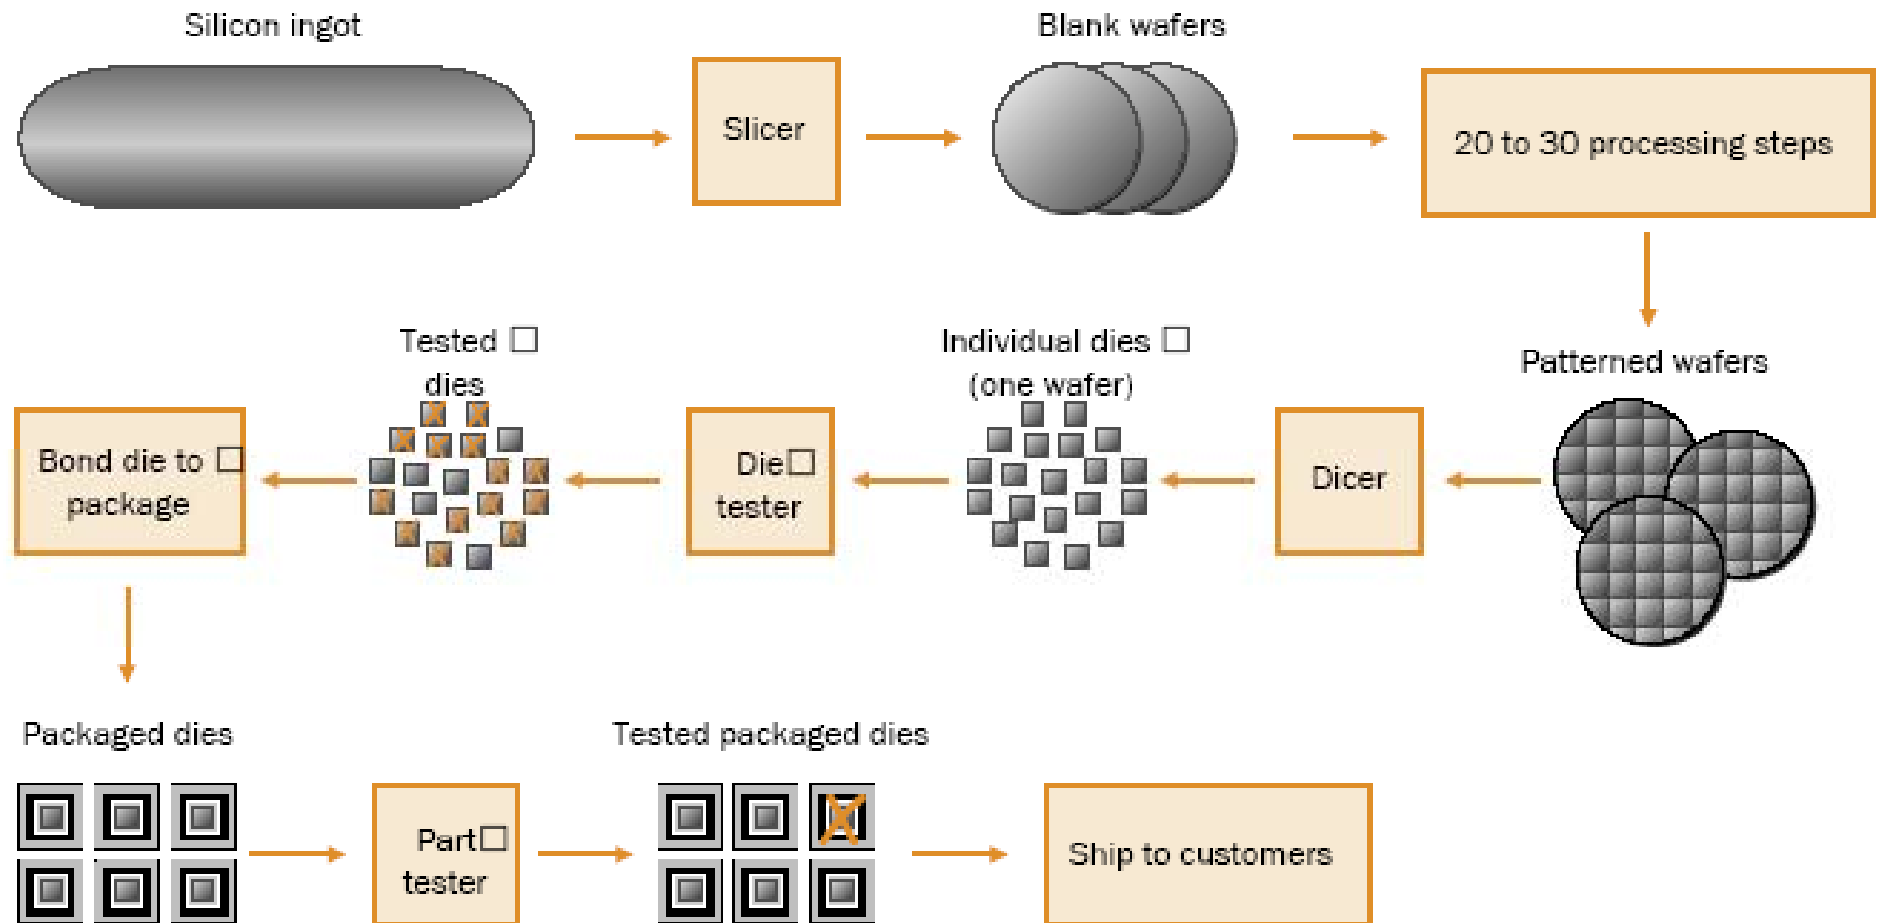 Silicon ingot
Slicer
Blank wafers
20 to 30 processing steps
Patterned wafers
Dicer
Individual dies □
(one wafer)
Die□
tester
Tested □
dies
Bond die to □
package
Packaged dies
Part□
tester
Tested packaged dies
Ship to customers